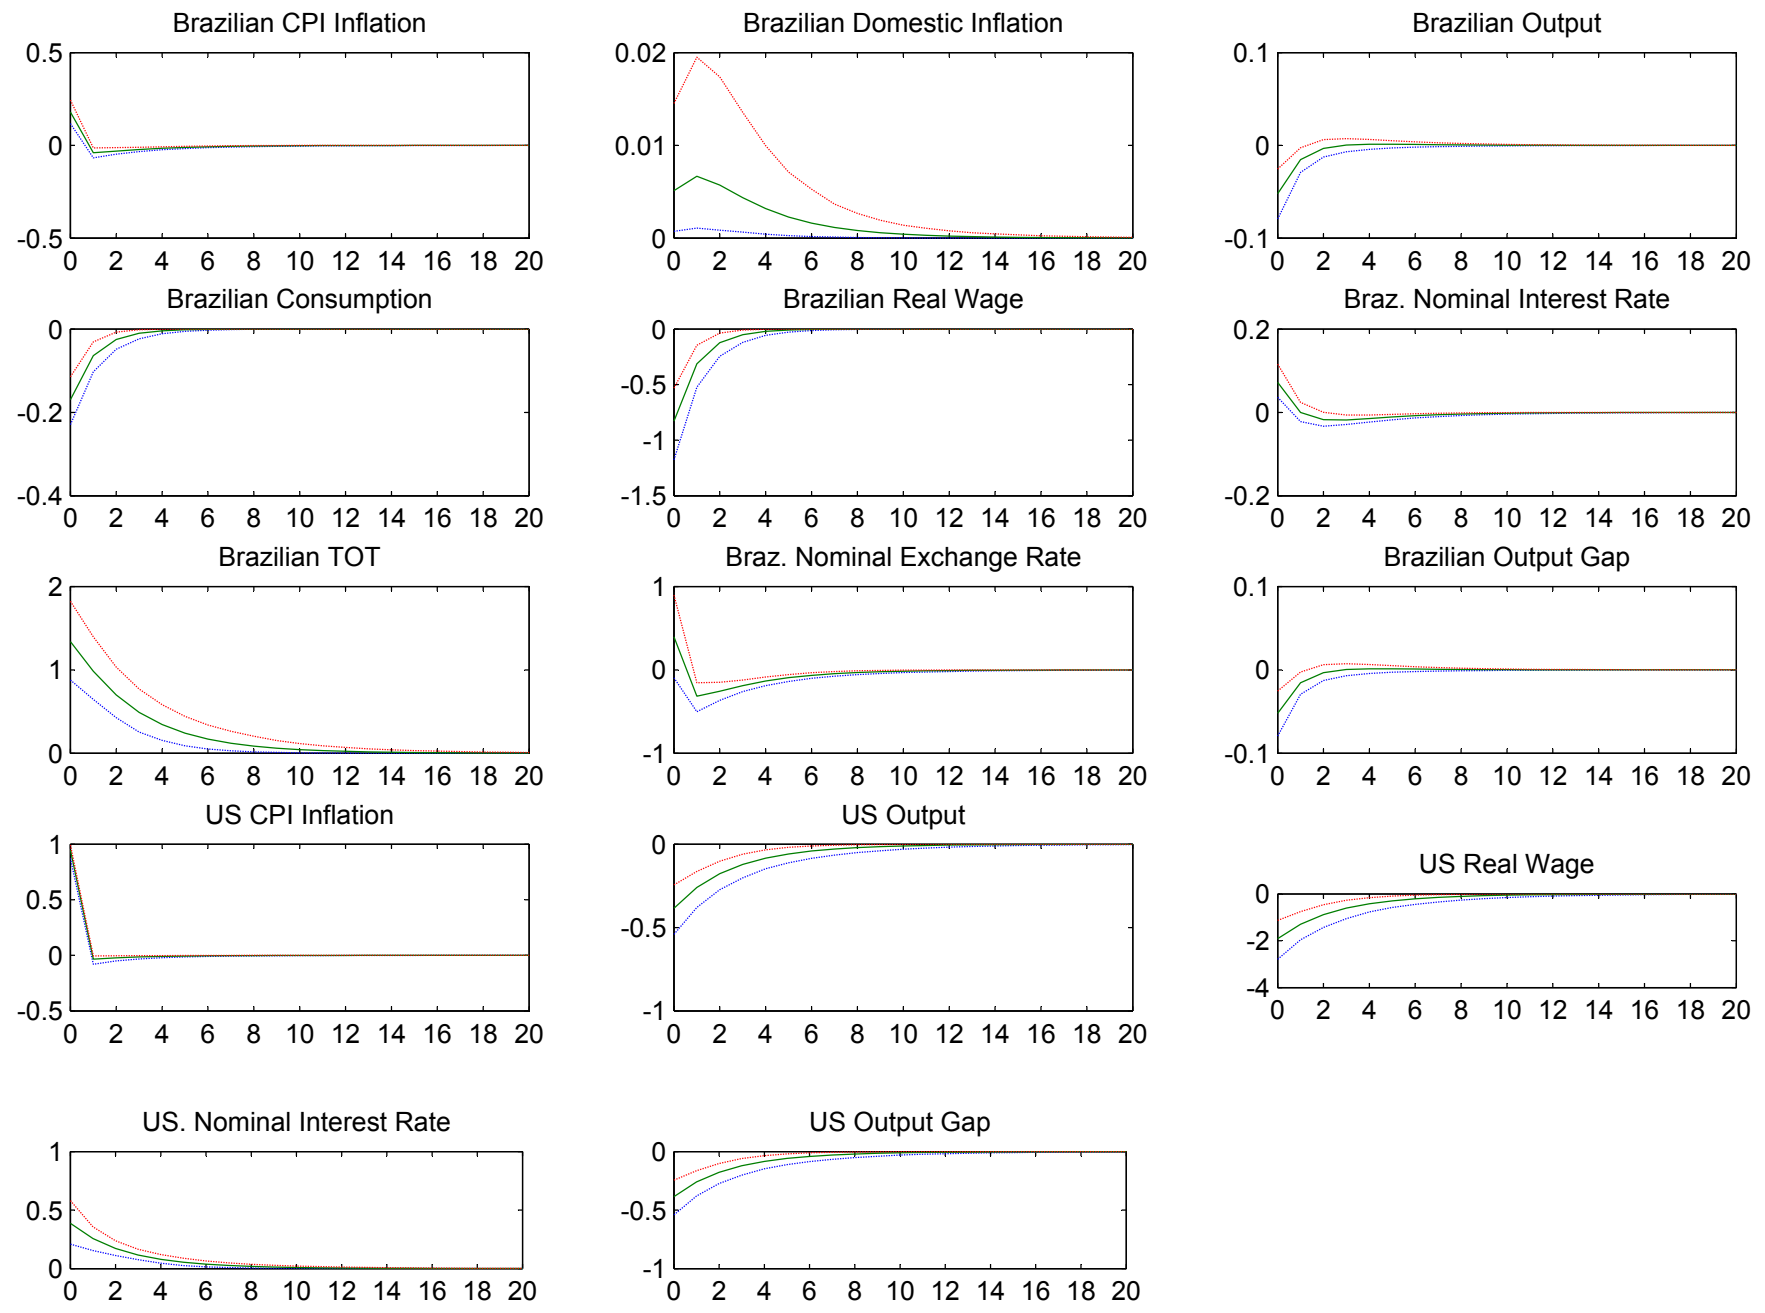 Brazilian CPI Inflation
0.5
0
-0.5
0 2 4 6 8 10 12 14 16 18 20
Brazilian Domestic Inflation
0.02
0.01
0
0 2 4 6 8 10 12 14 16 18 20
Brazilian Output
0.1
0
-0.1
0 2 4 6 8 10 12 14 16 18 20
Brazilian Consumption
0
-0.2
-0.4
0 2 4 6 8 10 12 14 16 18 20
Brazilian Real Wage
0
-0.5
-1
-1.5
0 2 4 6 8 10 12 14 16 18 20
Braz. Nominal Interest Rate
0.2
0
-0.2
0 2 4 6 8 10 12 14 16 18 20
Brazilian TOT
2
1
0
0 2 4 6 8 10 12 14 16 18 20
Braz. Nominal Exchange Rate
1
0
-1
0 2 4 6 8 10 12 14 16 18 20
Brazilian Output Gap
0.1
0
-0.1
0 2 4 6 8 10 12 14 16 18 20
US CPI Inflation
1
0.5
0
-0.5
0 2 4 6 8 10 12 14 16 18 20
US Output
0
-0.5
-1
0 2 4 6 8 10 12 14 16 18 20
US Real Wage
0
-2
-4
0 2 4 6 8 10 12 14 16 18 20
US. Nominal Interest Rate
1
0.5
0
0 2 4 6 8 10 12 14 16 18 20
US Output Gap
0
-0.5
-1
0 2 4 6 8 10 12 14 16 18 20